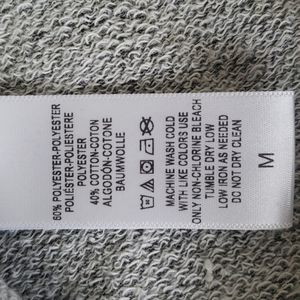 60% POLYESTER-POLYESTER
POLIÉSTER-POLIESTERE
POLYESTER
40% COTTON-COTON
ALGODÓN-COTONE
BAUMWOLLE
MACHINE WASH COLD
WITH LIKE COLORS USE
ONLY NON-CHLORINE BLEACH
TUMBLE DRY LOW
LOW IRON AS NEEDED
DO NOT DRY CLEAN
M